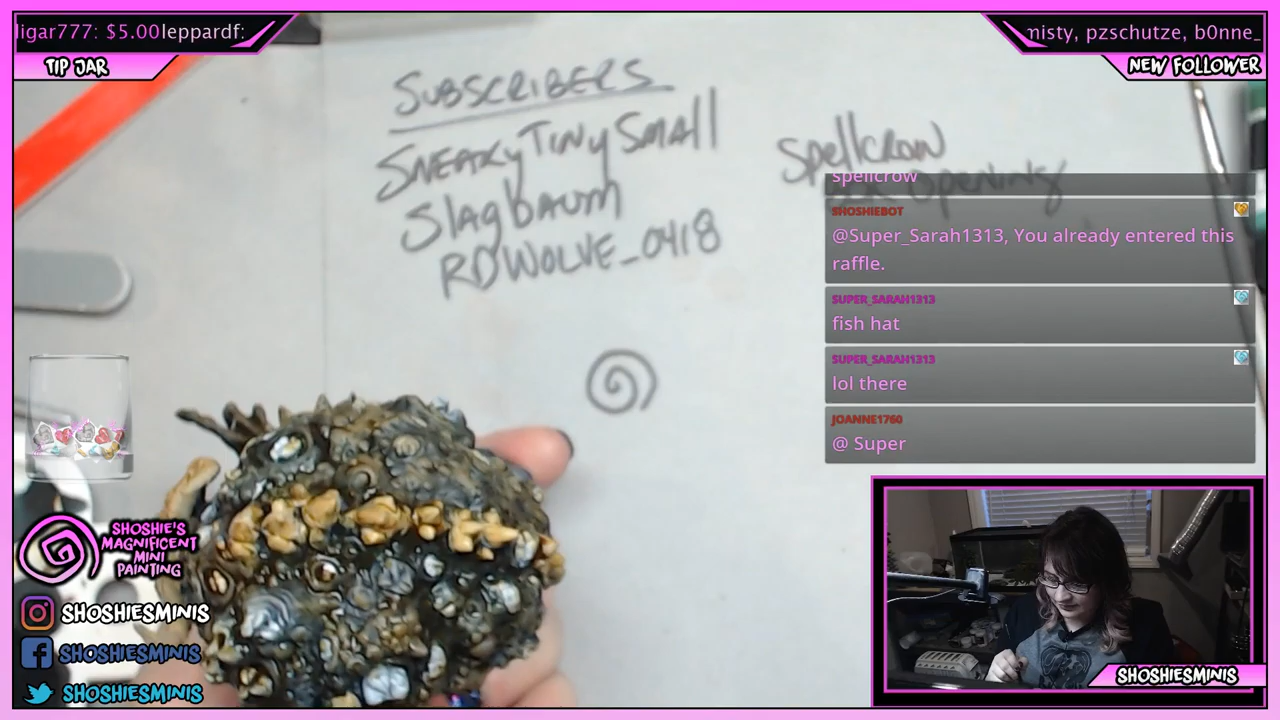 ligar777: $5.00leppardf:
TIP JAR
misty, pzschutze, b0nne_
NEW FOLLOWER
SUBSCRIBERS
SNEAKYTINYSMALL
Slagbaum
RDWOLVE_0418
Spellcrow
Opening
spellcrow
SHOSHIEBOT
@Super_Sarah1313, You already entered this
raffle.
SUPER_SARAH1313
fish hat
SUPER_SARAH1313
lol there
JOANNE1760
@ Super
SHOSHIE'S
MAGNIFICENT
MINI
PAINTING
SHOSHIESMINIS
SHOSHIESMINIS
SHOSHIESMINIS
SHOSHIESMINIS